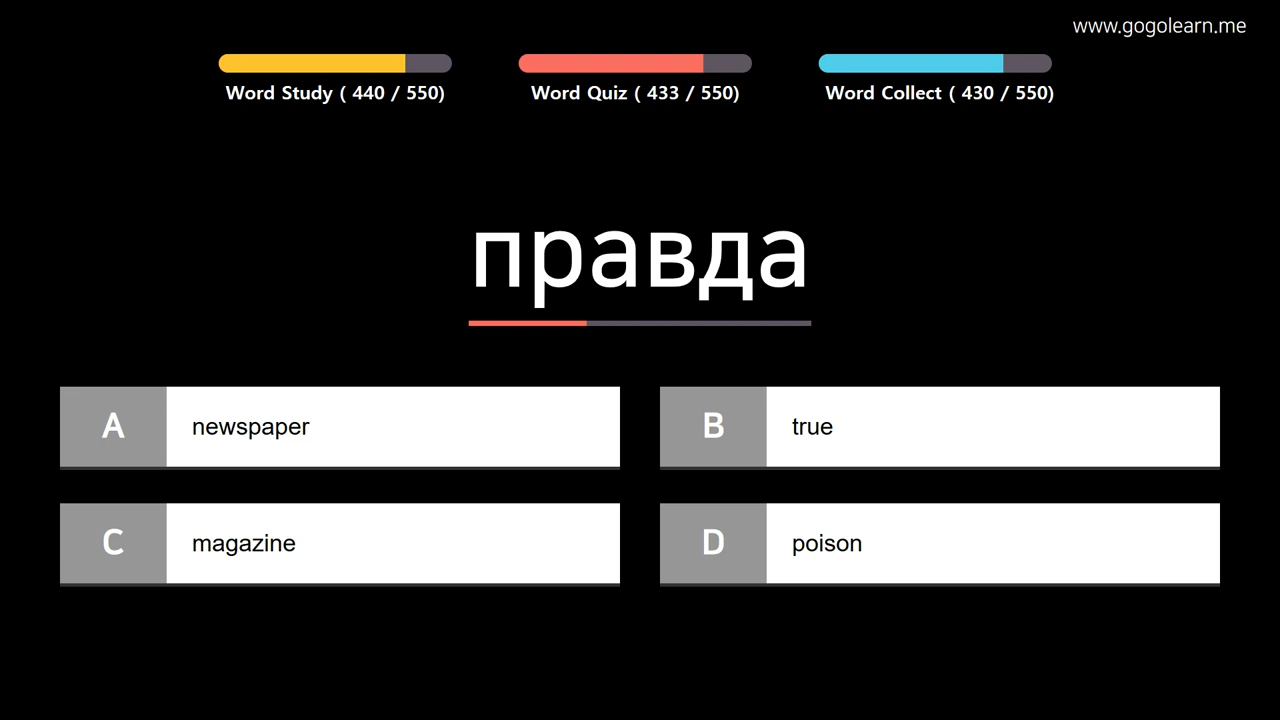 www.gogolearn.me
Word Study ( 440 / 550)
Word Quiz ( 433 / 550)
Word Collect ( 430 / 550)
правда
A newspaper
B true
C magazine
D poison